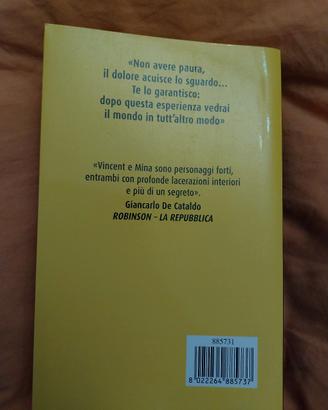 «Non avere paura,
il dolore acuisce lo sguardo...
Te lo garantisco:
dopo questa esperienza vedrai
il mondo in tutt'altro modo»
«Vincent e Mina sono personaggi forti,
entrambi con profonde lacerazioni interiori
e più di un segreto».
Giancarlo De Cataldo
ROBINSON – LA REPUBBLICA
885731
8 022264 885737